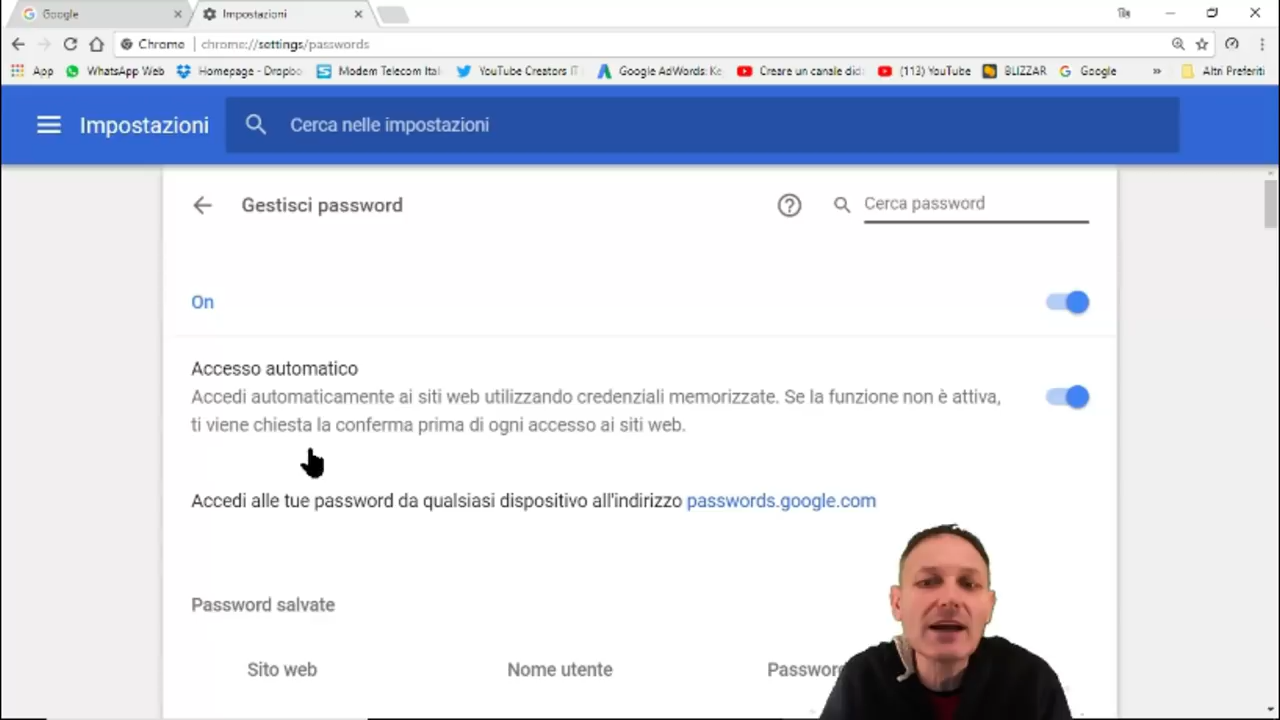 Google
Impostazioni
Chrome
chrome://settings/passwords
App
WhatsApp Web
Homepage - Dropbo
Modem Telecom Ital
YouTube Creators IT
Google AdWords: Ke
Creare un canale did
(113) YouTube
BLIZZAR
Google
»
Altri Preferiti
Impostazioni
Cerca nelle impostazioni
Gestisci password
Cerca password
On
Accesso automatico
Accedi automaticamente ai siti web utilizzando credenziali memorizzate. Se la funzione non è attiva,
ti viene chiesta la conferma prima di ogni accesso ai siti web.
Accedi alle tue password da qualsiasi dispositivo all'indirizzo passwords.google.com
Password salvate
Sito web
Nome utente
Password